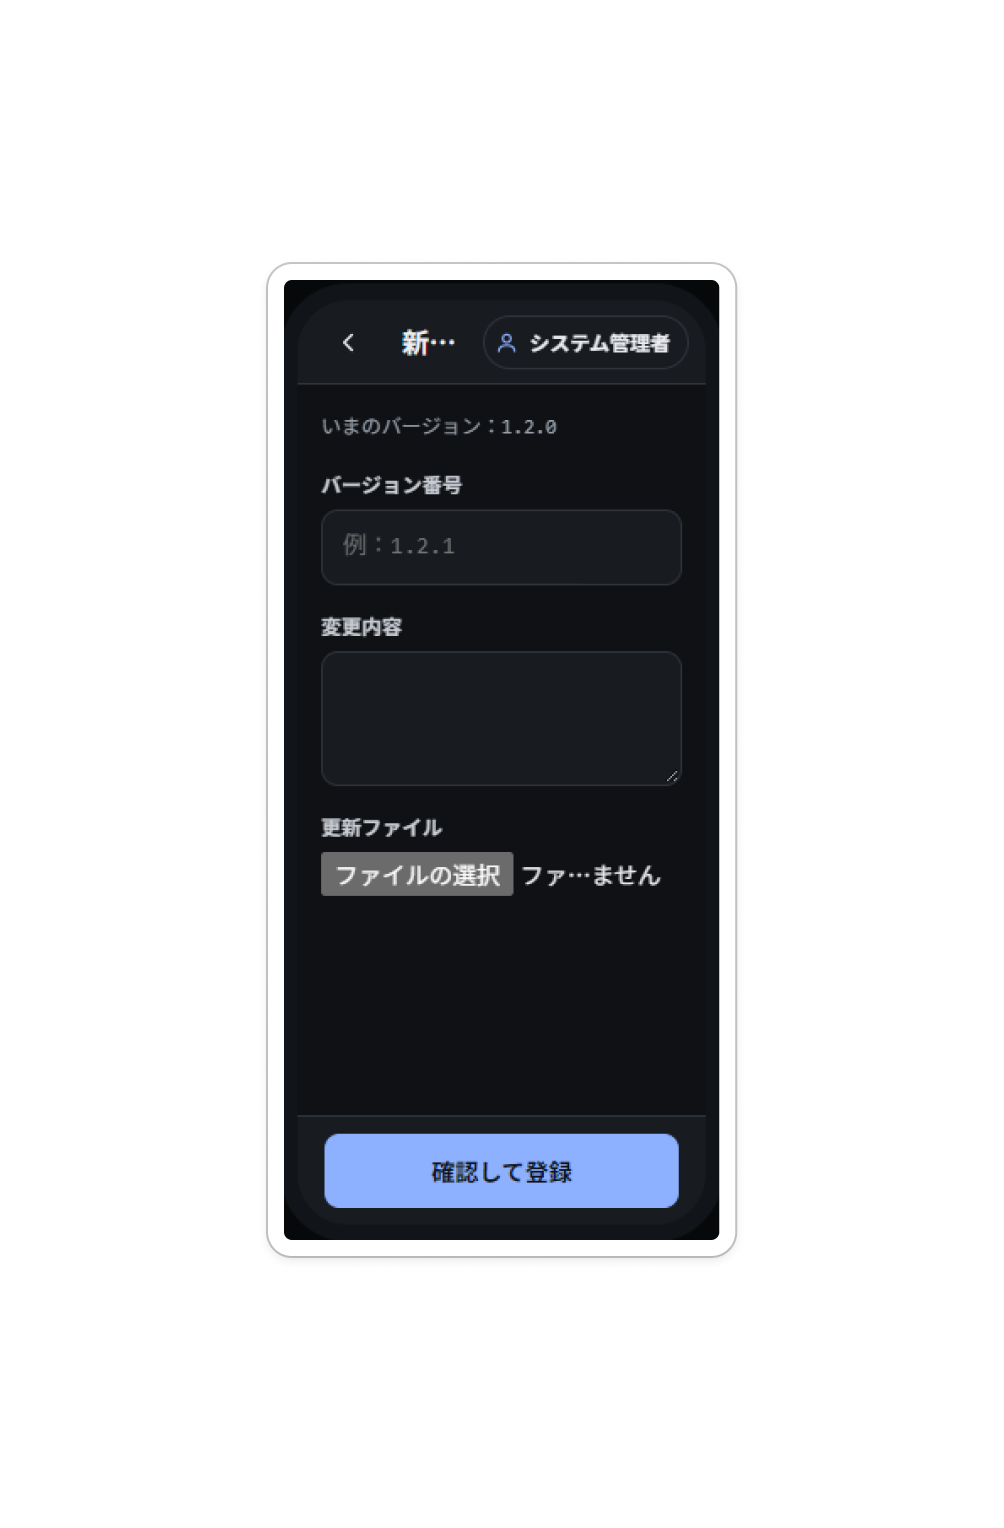 新…
システム管理者
いまのバージョン：1.2.0
バージョン番号
例：1.2.1
変更内容
更新ファイル
ファイルの選択 ファ…ません
確認して登録